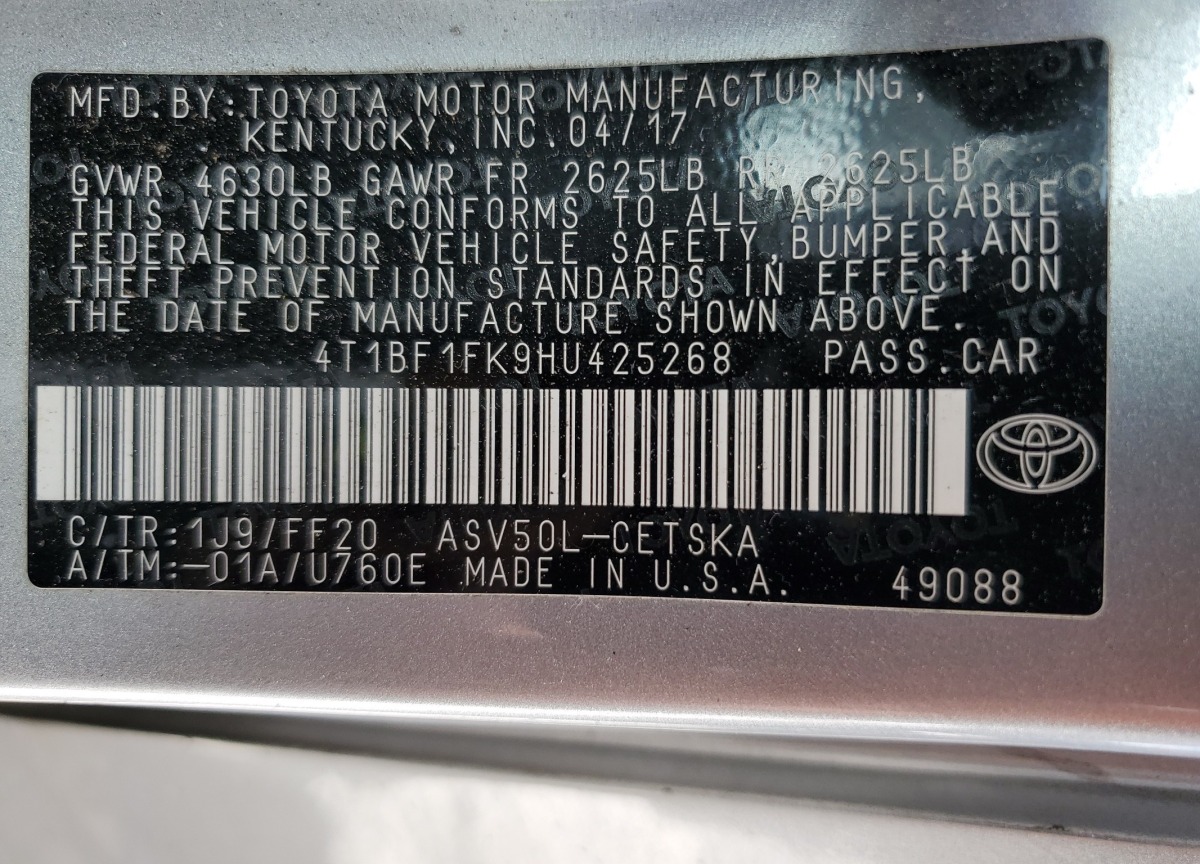 MFD.BY:TOYOTA MOTOR MANUFACTURING,
KENTUCKY, INC. 04/17
GVWR 4630LB GAWR FR 2625LB RR 2625LB
THIS VEHICLE CONFORMS TO ALL APPLICABLE
FEDERAL MOTOR VEHICLE SAFETY,BUMPER,AND
THEFT PREVENTION STANDARDS IN EFFECT ON
THE DATE OF MANUFACTURE SHOWN ABOVE.
4T1BF1FK9HU425268 PASS.CAR
C/TR:1J9/FF20 ASV50L-CETSKA
A/TM:-01A/U760E MADE IN U.S.A. 49088